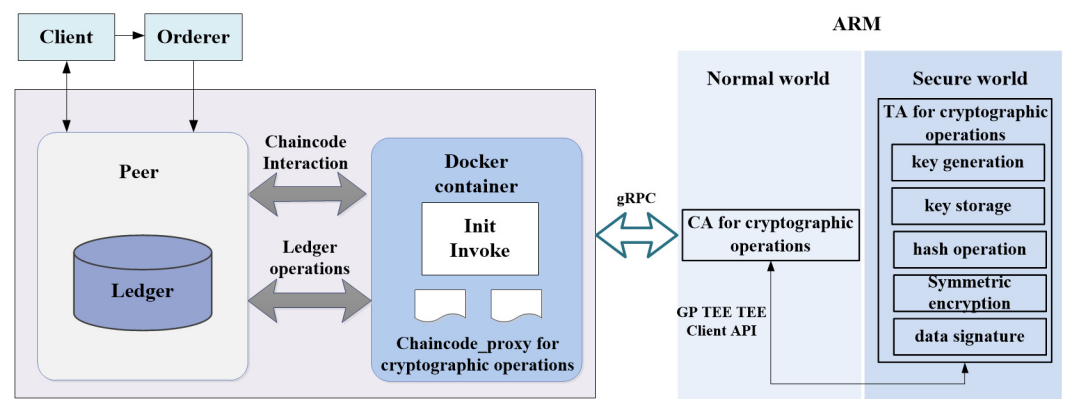 Client
Orderer
Peer
Ledger
Chaincode
Interaction
Ledger
operations
Docker
container
Init
Invoke
Chaincode_proxy for
cryptographic operations
gRPC
ARM
Normal world
CA for cryptographic
operations
GP TEE TEE
Client API
Secure world
TA for cryptographic
operations
key generation
key storage
hash operation
Symmetric
encryption
data signature